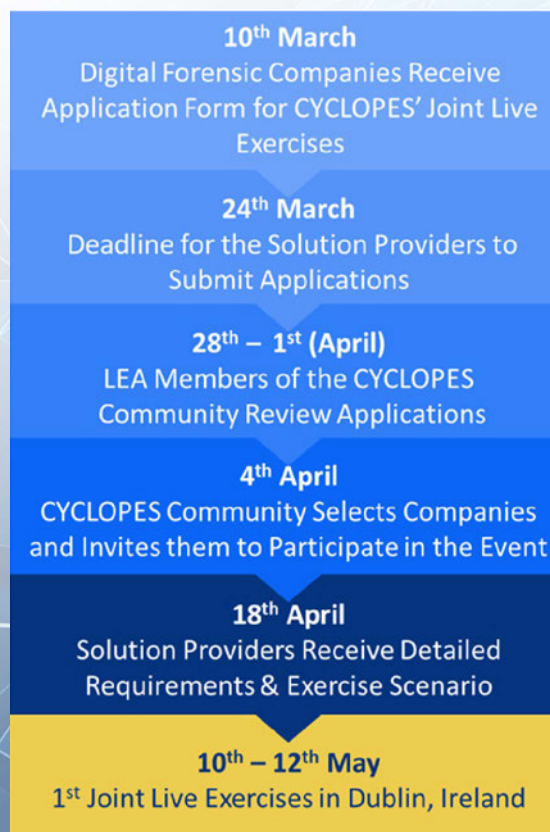 10th March
Digital Forensic Companies Receive
Application Form for CYCLOPES' Joint Live
Exercises
24th March
Deadline for the Solution Providers to
Submit Applications
28th – 1st (April)
LEA Members of the CYCLOPES
Community Review Applications
4th April
CYCLOPES Community Selects Companies
and Invites them to Participate in the Event
18th April
Solution Providers Receive Detailed
Requirements & Exercise Scenario
10th – 12th May
1st Joint Live Exercises in Dublin, Ireland